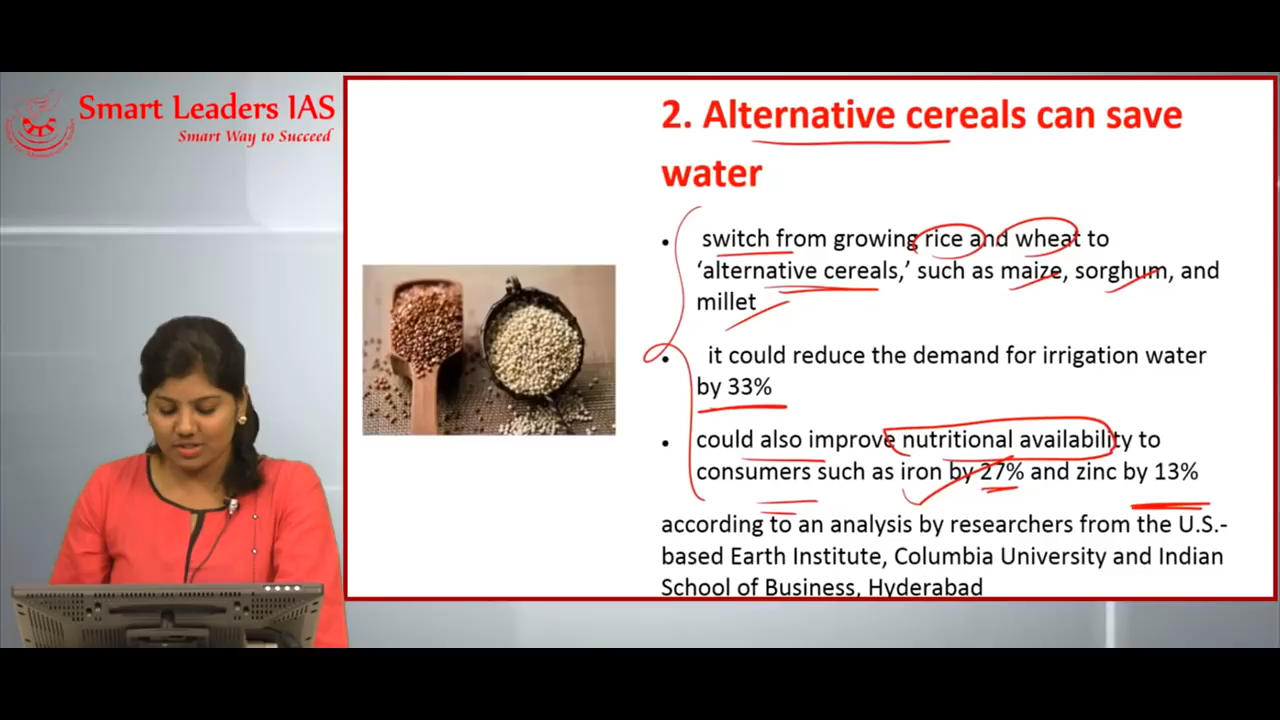 Smart Leaders IAS
Smart Way to Succeed
2. Alternative cereals can save
water
• switch from growing rice and wheat to
‘alternative cereals,’ such as maize, sorghum, and
millet
• it could reduce the demand for irrigation water
by 33%
• could also improve nutritional availability to
consumers such as iron by 27% and zinc by 13%
according to an analysis by researchers from the U.S.-
based Earth Institute, Columbia University and Indian
School of Business, Hyderabad